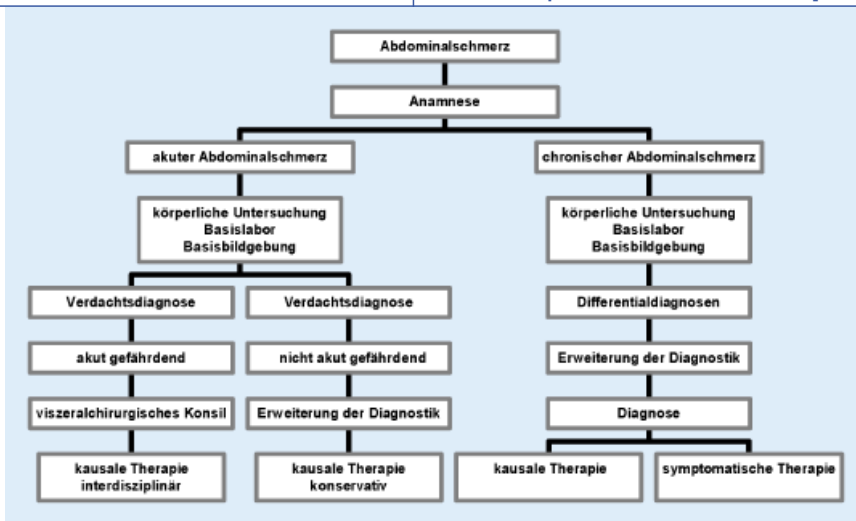 Abdominalschmerz
Anamnese
akuter Abdominalschmerz
chronischer Abdominalschmerz
körperliche Untersuchung
Basislabor
Basisbildgebung
körperliche Untersuchung
Basislabor
Basisbildgebung
Verdachtsdiagnose
Verdachtsdiagnose
Differentialdiagnosen
akut gefährdend
nicht akut gefährdend
Erweiterung der Diagnostik
viszeralchirurgisches Konsil
Erweiterung der Diagnostik
Diagnose
kausale Therapie
interdisziplinär
kausale Therapie
konservativ
kausale Therapie
symptomatische Therapie